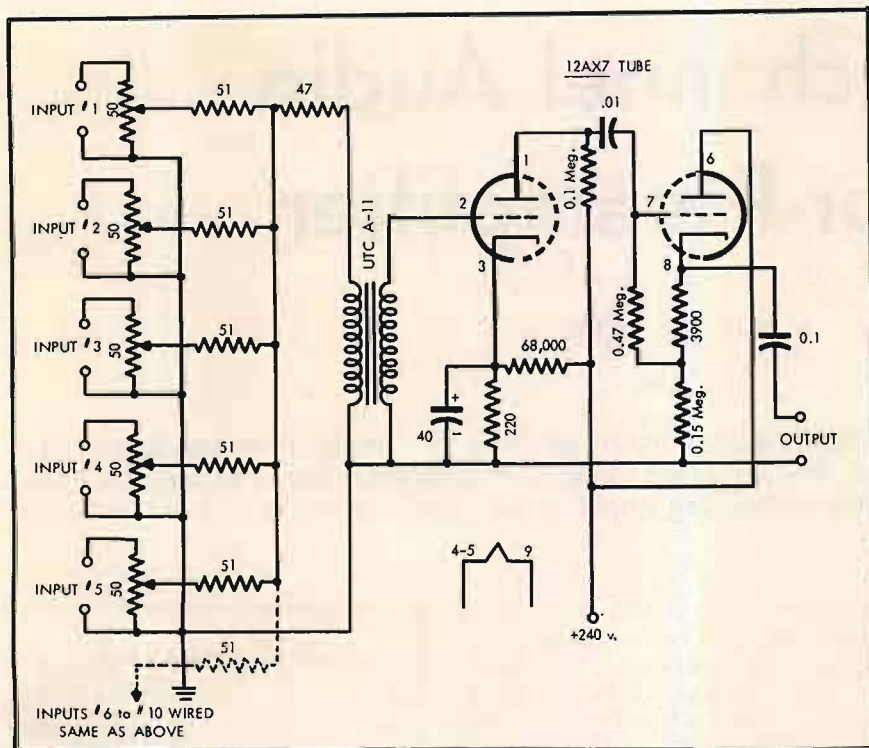 12AX7 TUBE
INPUT #1
50
51
47
INPUT #2
50
51
INPUT #3
50
51
INPUT #4
50
51
INPUT #5
50
51
51
INPUTS #6 to #10 WIRED
SAME AS ABOVE
UTC A-11
1
2
3
.01
0.1 Meg.
6
7
8
68,000
40
+
-
220
0.47 Meg.
3900
0.15 Meg.
0.1
OUTPUT
4-5
9
+240 v.